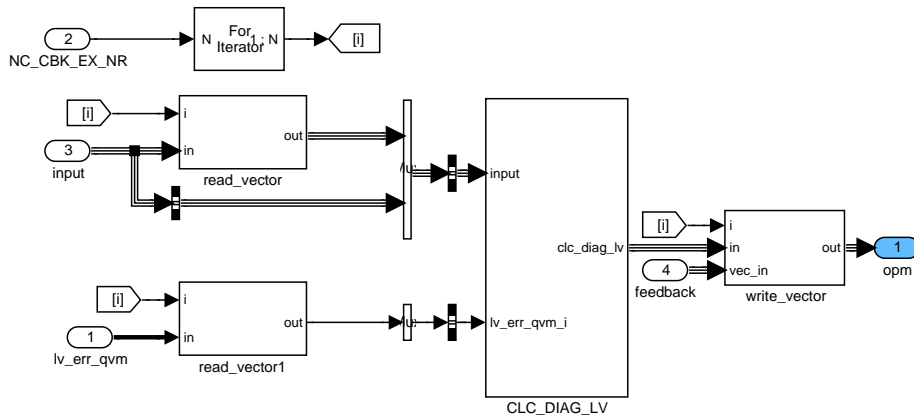 2
NC_CBK_EX_NR
N
For
Iterator
1 : N
[i]
[i]
i
in
out
read_vector
3
input
input
clc_diag_lv
lv_err_qvm_i
CLC_DIAG_LV
[i]
i
in
out
read_vector1
1
lv_err_qvm
[i]
i
in
vec_in
out
write_vector
4
feedback
1
opm